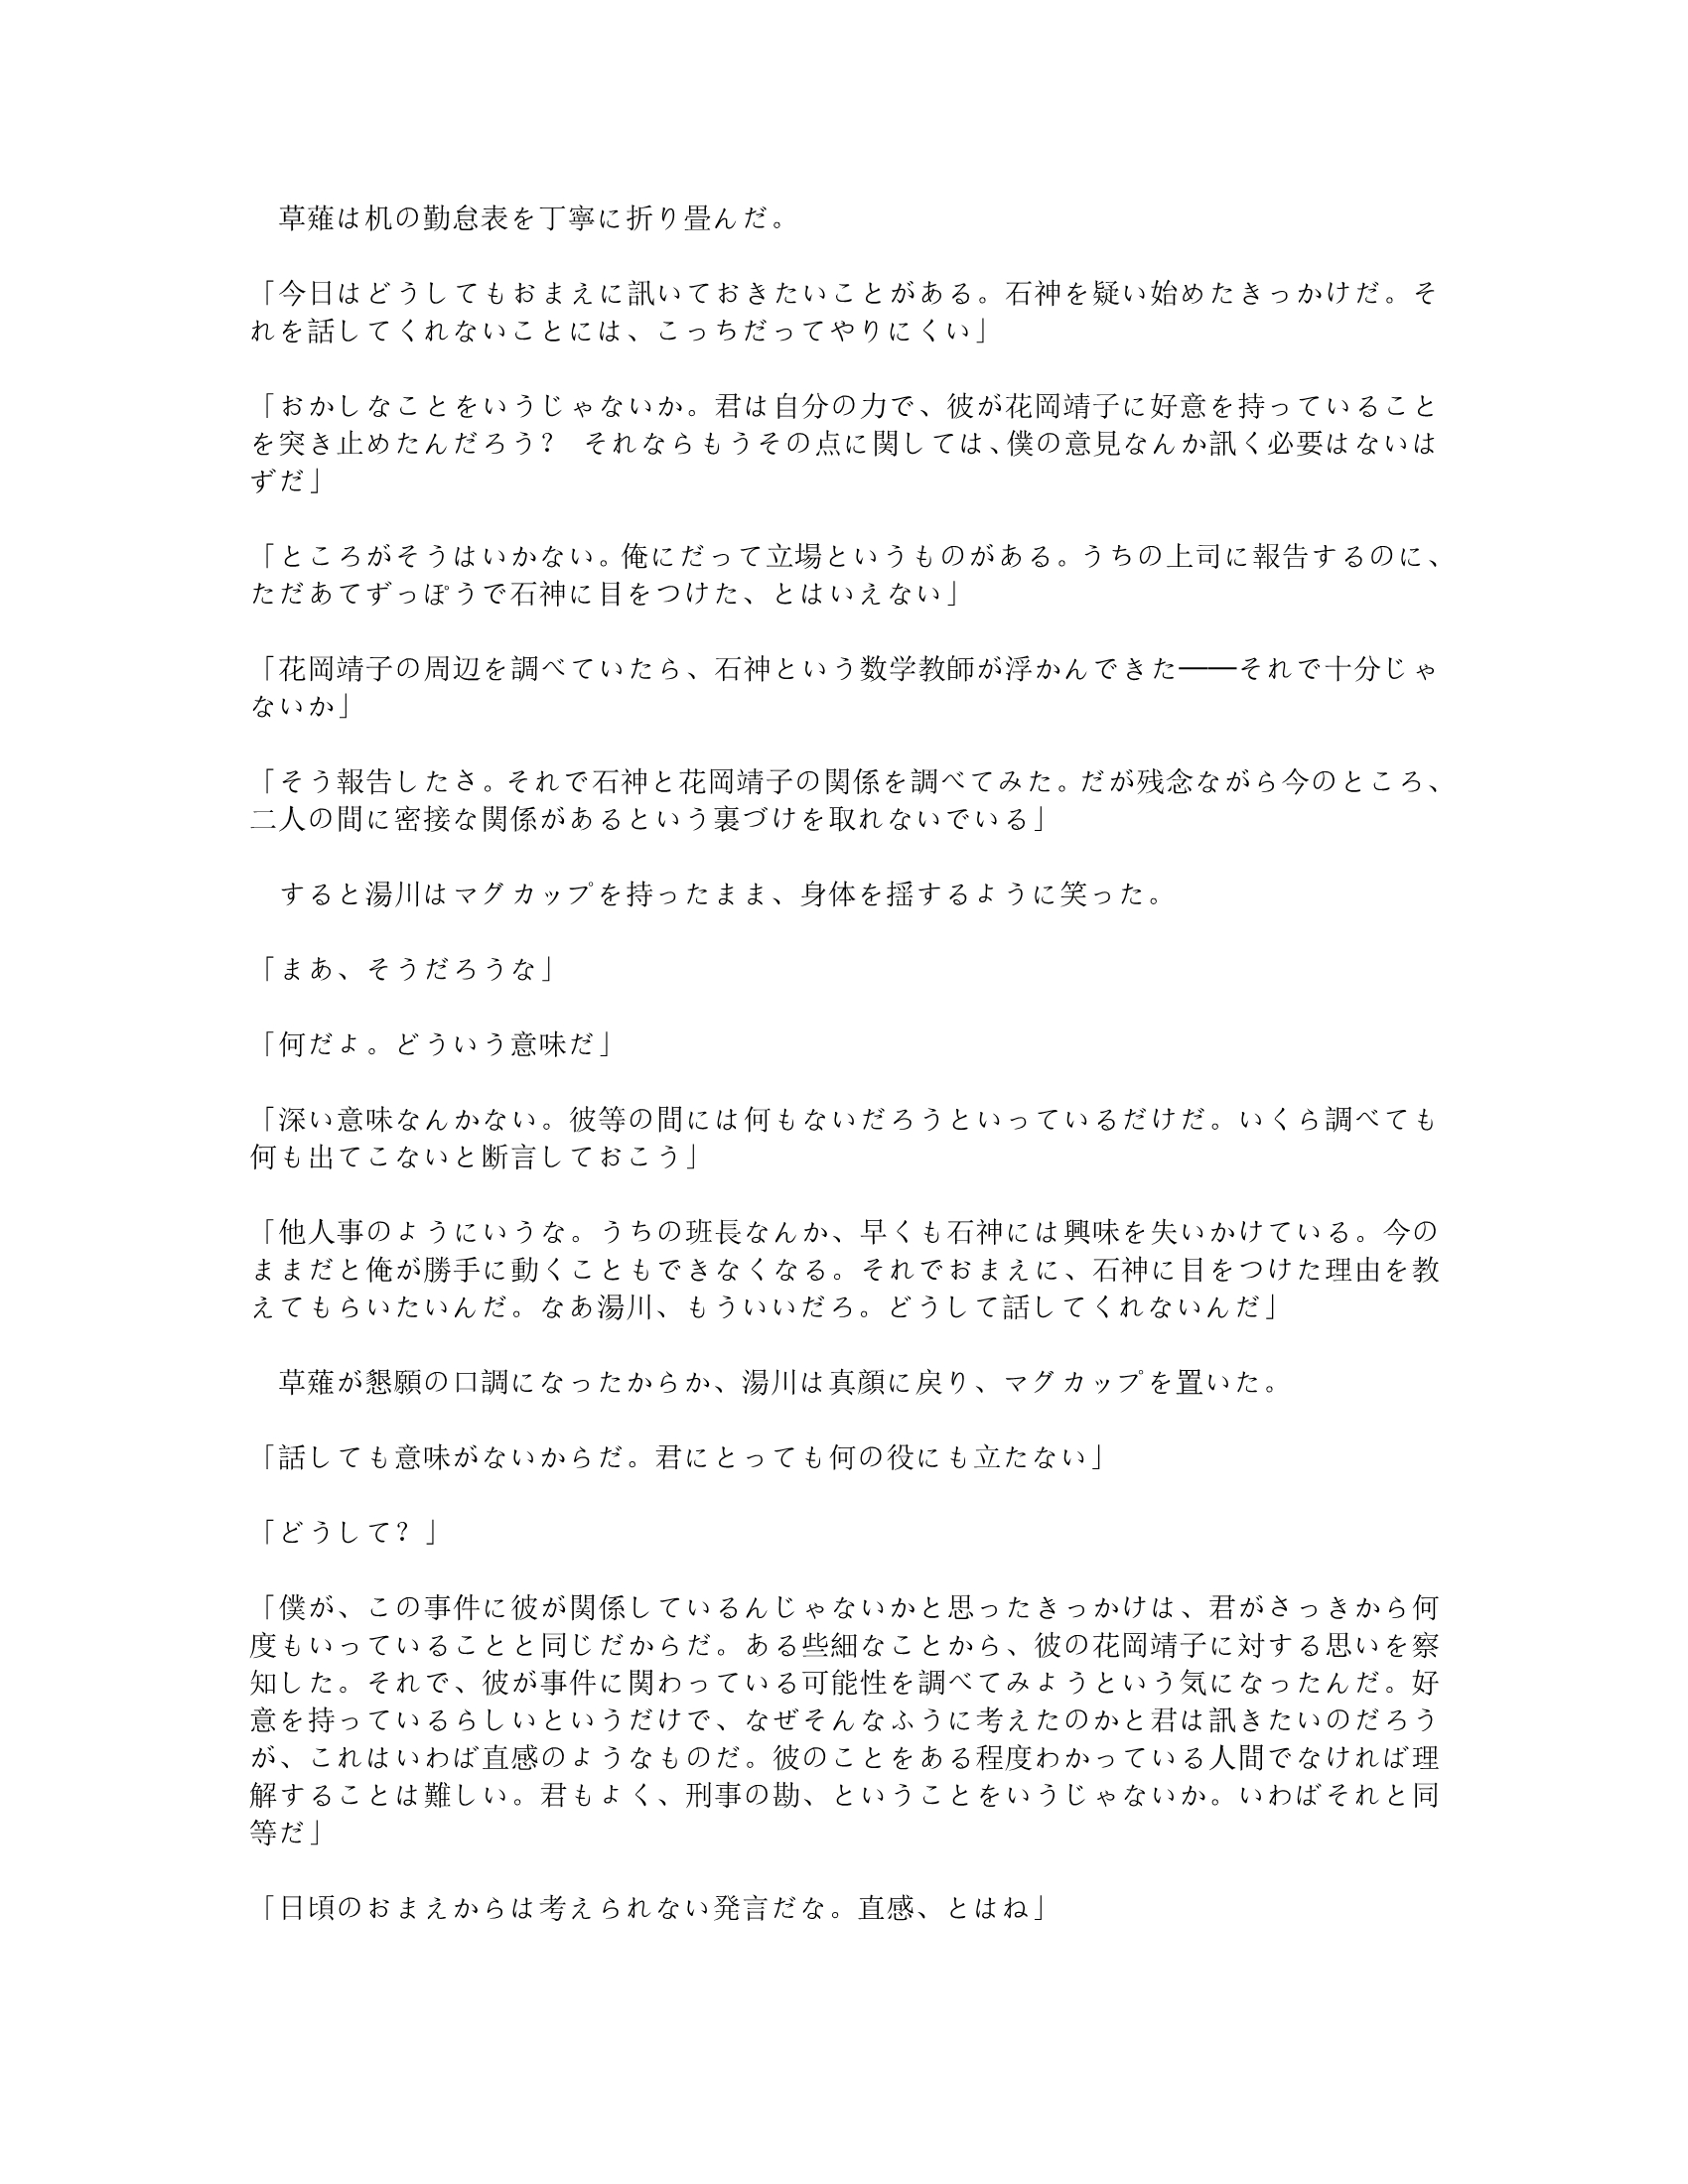 草薙は机の勤怠表を丁寧に折り畳んだ。
「今日はどうしてもおまえに訊いておきたいことがある。石神を疑い始めたきっかけだ。そ
れを話してくれないことには、こっちだってやりにくい」
「おかしなことをいうじゃないか。君は自分の力で、彼が花岡靖子に好意を持っていること
を突き止めたんだろう？　それならもうその点に関しては、僕の意見なんか訊く必要はないは
ずだ」
「ところがそうはいかない。俺にだって立場というものがある。うちの上司に報告するのに、
ただあてずっぽうで石神に目をつけた、とはいえない」
「花岡靖子の周辺を調べていたら、石神という数学教師が浮かんできた――それで十分じゃ
ないか」
「そう報告したさ。それで石神と花岡靖子の関係を調べてみた。だが残念ながら今のところ、
二人の間に密接な関係があるという裏づけを取れないでいる」
　すると湯川はマグカップを持ったまま、身体を揺するように笑った。
「まあ、そうだろうな」
「何だよ。どういう意味だ」
「深い意味なんかない。彼等の間には何もないだろうといっているだけだ。いくら調べても
何も出てこないと断言しておこう」
「他人事のようにいうな。うちの班長なんか、早くも石神には興味を失いかけている。今の
ままだと俺が勝手に動くこともできなくなる。それでおまえに、石神に目をつけた理由を教
えてもらいたいんだ。なあ湯川、もういいだろ。どうして話してくれないんだ」
　草薙が懇願の口調になったからか、湯川は真顔に戻り、マグカップを置いた。
「話しても意味がないからだ。君にとっても何の役にも立たない」
「どうして？」
「僕が、この事件に彼が関係しているんじゃないかと思ったきっかけは、君がさっきから何
度もいっていることと同じだからだ。ある些細なことから、彼の花岡靖子に対する思いを察
知した。それで、彼が事件に関わっている可能性を調べてみようという気になったんだ。好
意を持っているらしいというだけで、なぜそんなふうに考えたのかと君は訊きたいのだろう
が、これはいわば直感のようなものだ。彼のことをある程度わかっている人間でなければ理
解することは難しい。君もよく、刑事の勘、ということをいうじゃないか。いわばそれと同
等だ」
「日頃のおまえからは考えられない発言だな。直感、とはね」